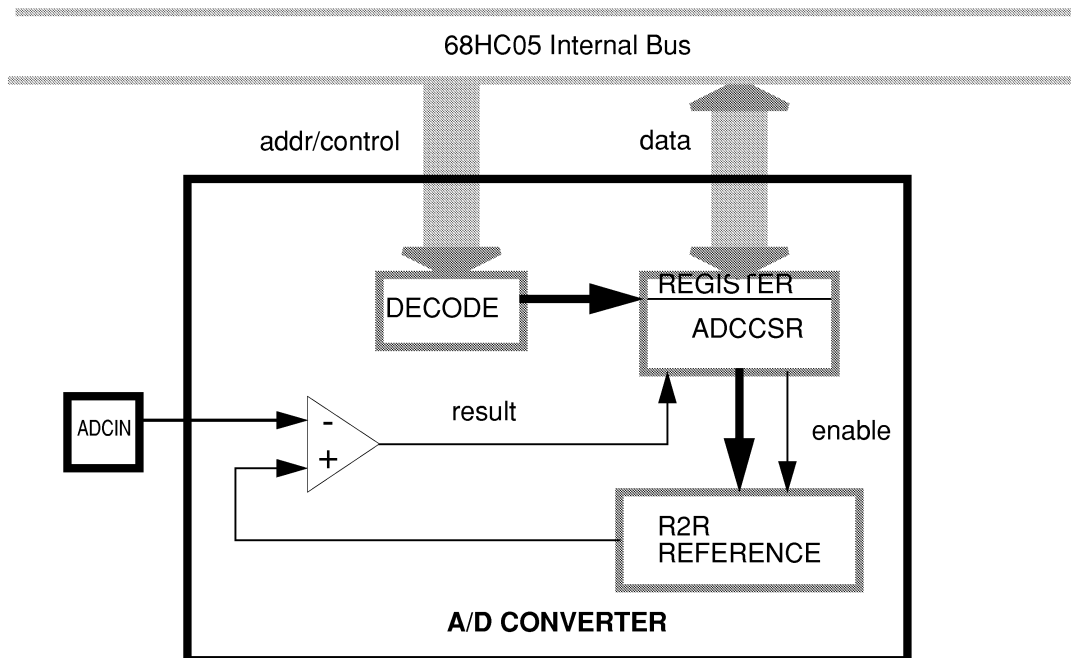 68HC05 Internal Bus
addr/control
data
REGISTER
DECODE
ADCCSR
result
ADCIN
-
+
enable
R2R
REFERENCE
A/D CONVERTER